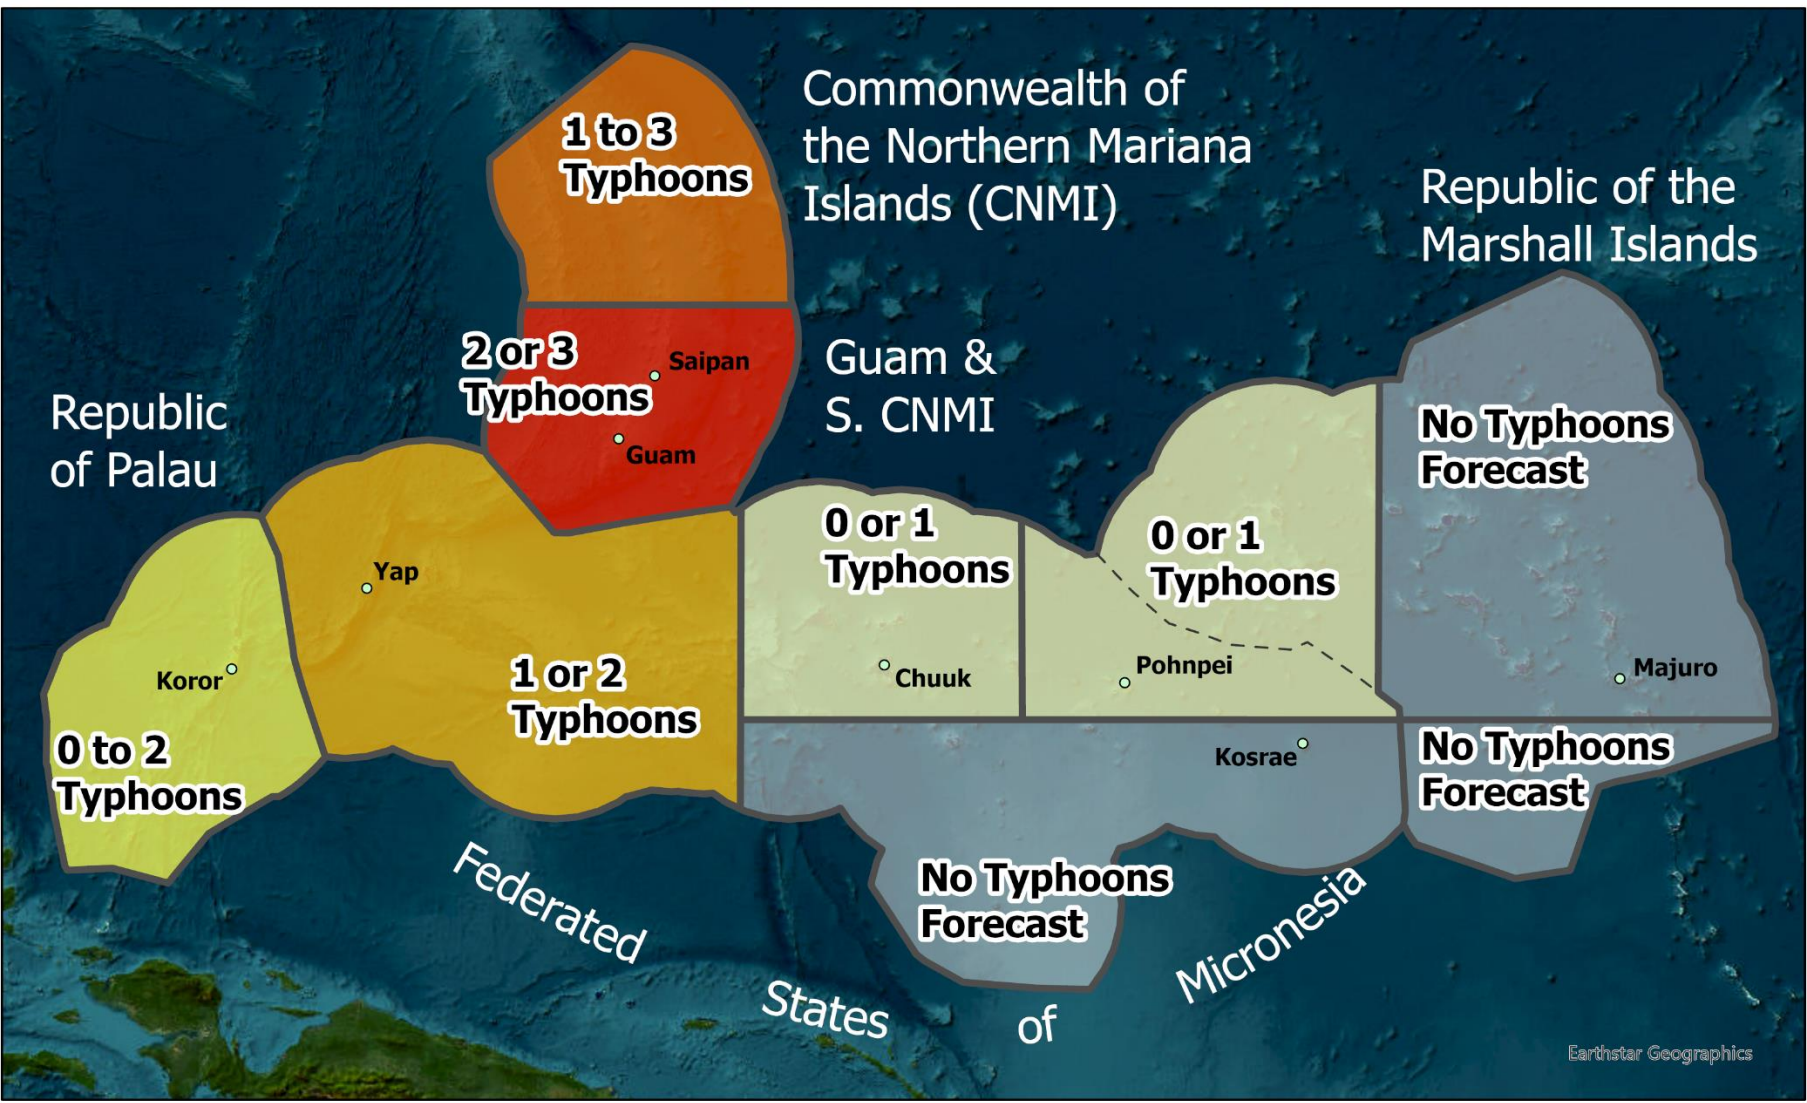 Commonwealth of
the Northern Mariana
Islands (CNMI)
1 to 3
Typhoons
Republic of the
Marshall Islands
2 or 3
Typhoons
Saipan
Guam
Guam &
S. CNMI
Republic
of Palau
No Typhoons
Forecast
0 or 1
Typhoons
0 or 1
Typhoons
Yap
Koror
1 or 2
Typhoons
Chuuk
Pohnpei
Majuro
0 to 2
Typhoons
Kosrae
No Typhoons
Forecast
No Typhoons
Forecast
Federated
States
of
Micronesia
Earthstar Geographics